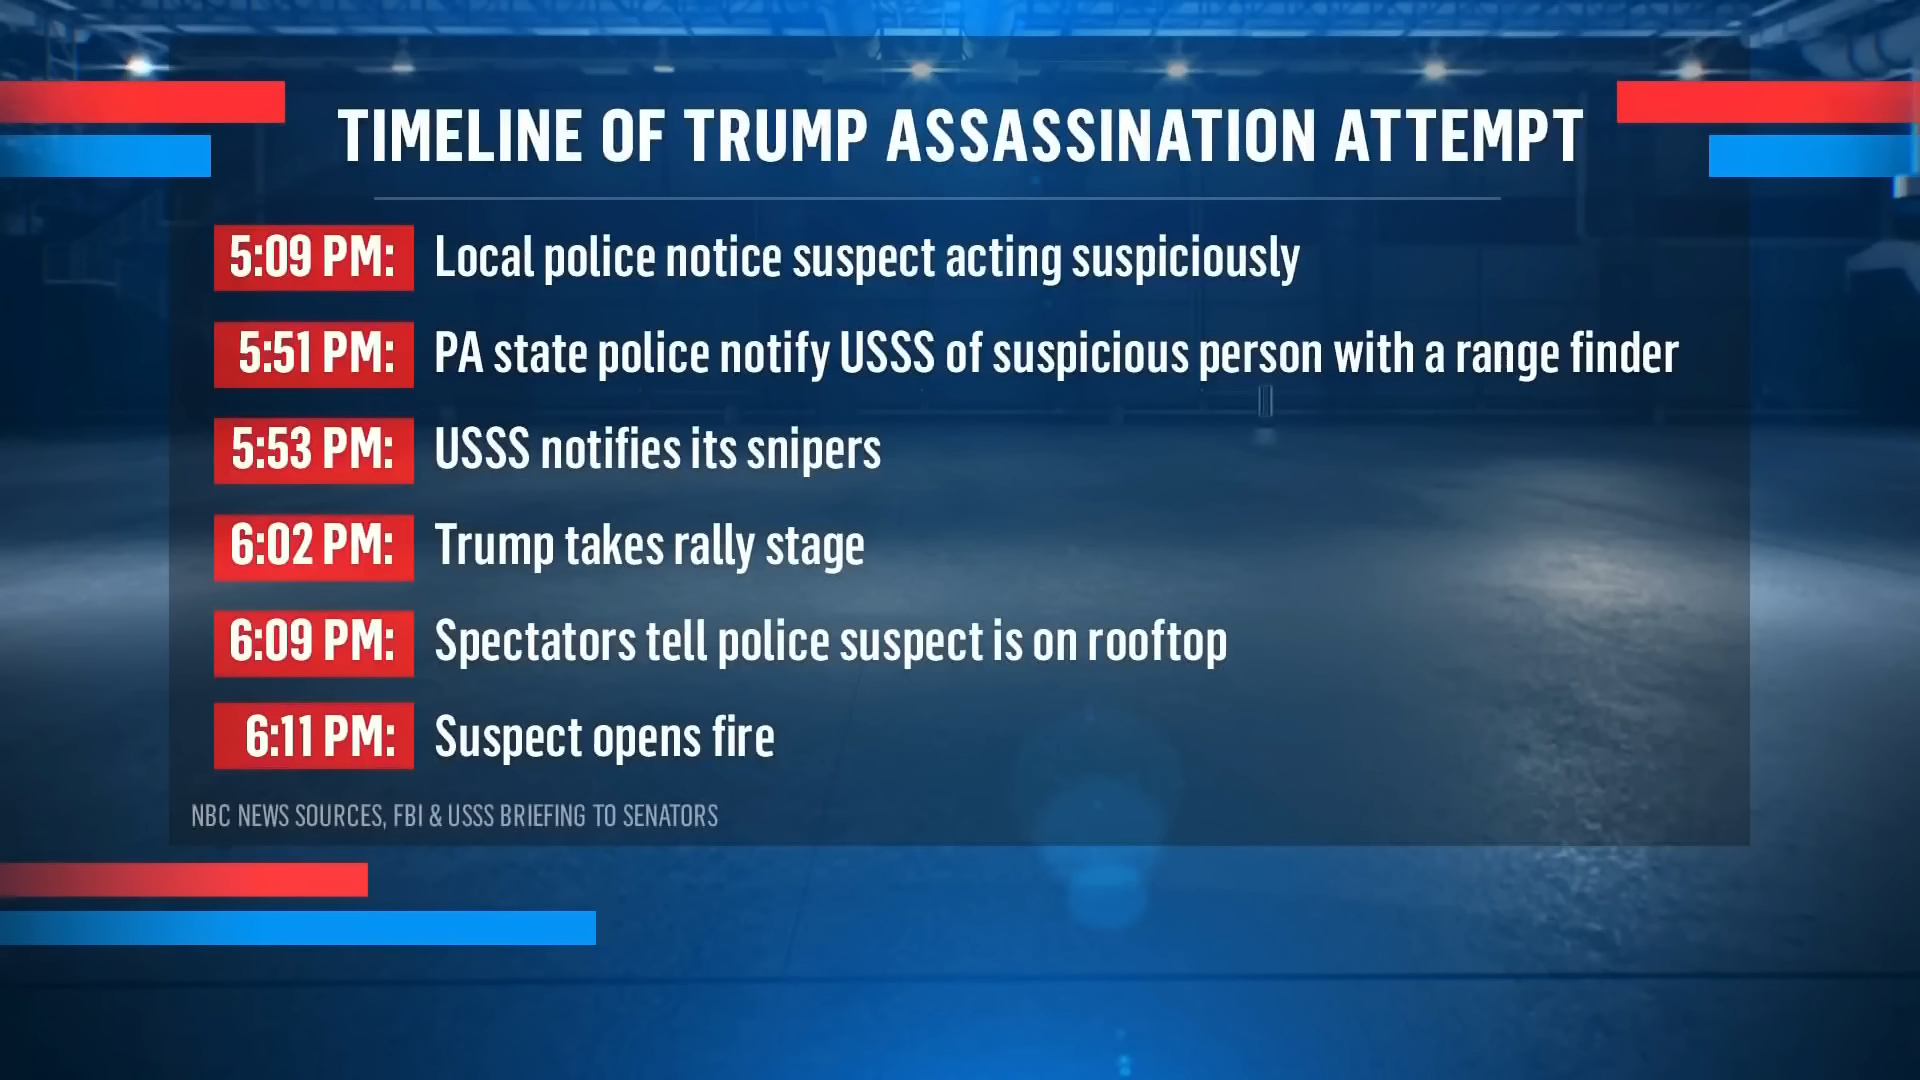 TIMELINE OF TRUMP ASSASSINATION ATTEMPT
5:09 PM: Local police notice suspect acting suspiciously
5:51 PM: PA state police notify USSS of suspicious person with a range finder
5:53 PM: USSS notifies its snipers
6:02 PM: Trump takes rally stage
6:09 PM: Spectators tell police suspect is on rooftop
6:11 PM: Suspect opens fire
NBC NEWS SOURCES, FBI & USSS BRIEFING TO SENATORS